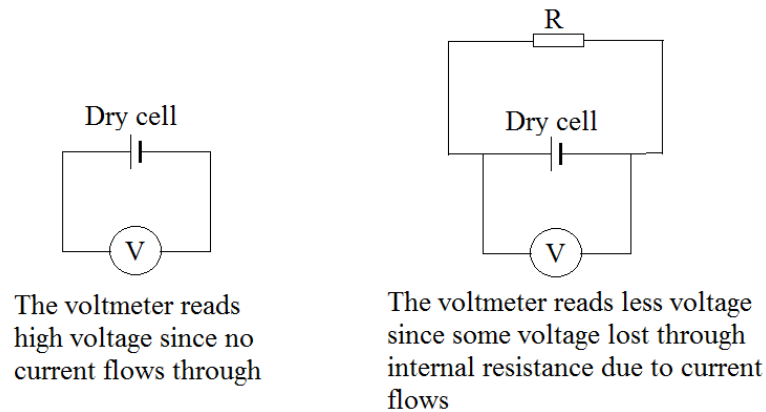 Dry cell
V
The voltmeter reads
high voltage since no
current flows through
R
Dry cell
V
The voltmeter reads less voltage
since some voltage lost through
internal resistance due to current
flows